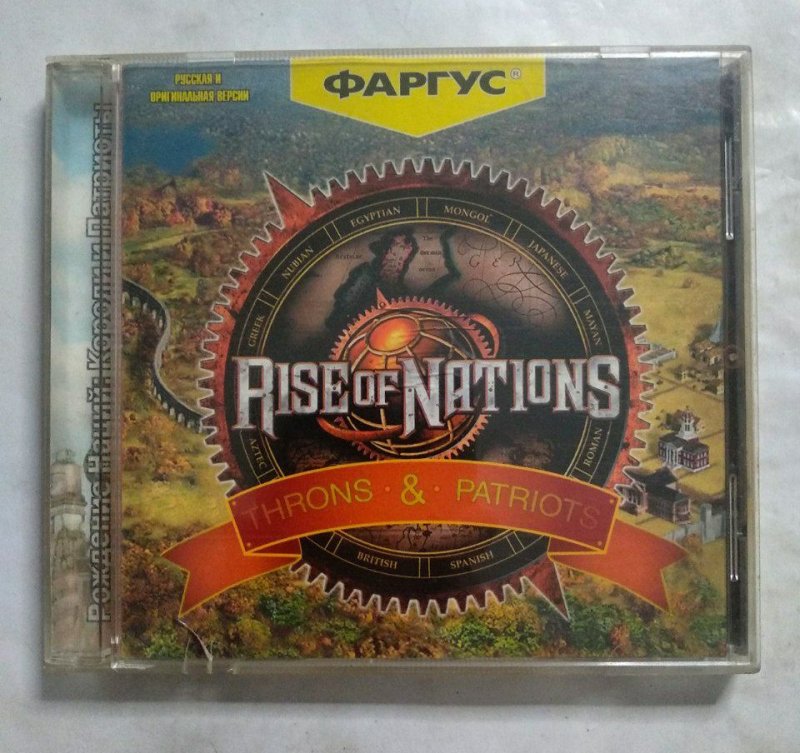 ФАРГУС®
РУССКАЯ И
ОРИГИНАЛЬНАЯ ВЕРСИИ
Рождение Наций: Короли и Патриоты
NUBIAN
EGYPTIAN
MONGOL
JAPANESE
MAYAN
GREEK
RISE OF NATIONS
AZTEC
ROMAN
THRONS & PATRIOTS
BRITISH
SPANISH